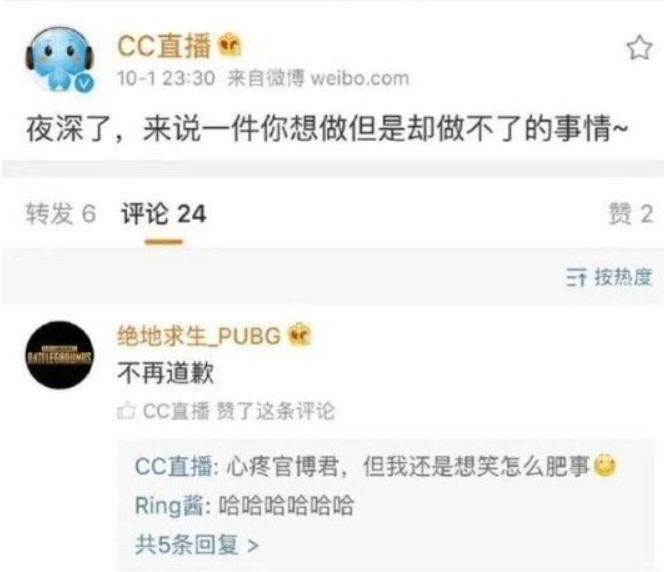 CC直播
10-1 23:30 来自微博 weibo.com
夜深了，来说一件你想做但是却做不了的事情~
转发 6 评论 24 赞 2
按热度
绝地求生_PUBG
BATTLEGROUNDS
不再道歉
CC直播 赞了这条评论
CC直播: 心疼官博君，但我还是想笑怎么肥事
Ring酱: 哈哈哈哈哈哈
共5条回复 >